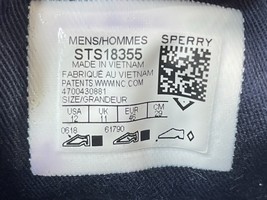 MENS/HOMMES
SPERRY
STS18355
MADE IN VIETNAM
FABRIQUÉ AU VIETNAM
PATENTS WWW.NC.COM
4700430881
SIZE/GRANDEUR
USA UK EUR CM
12 11 46 29
0618 61790